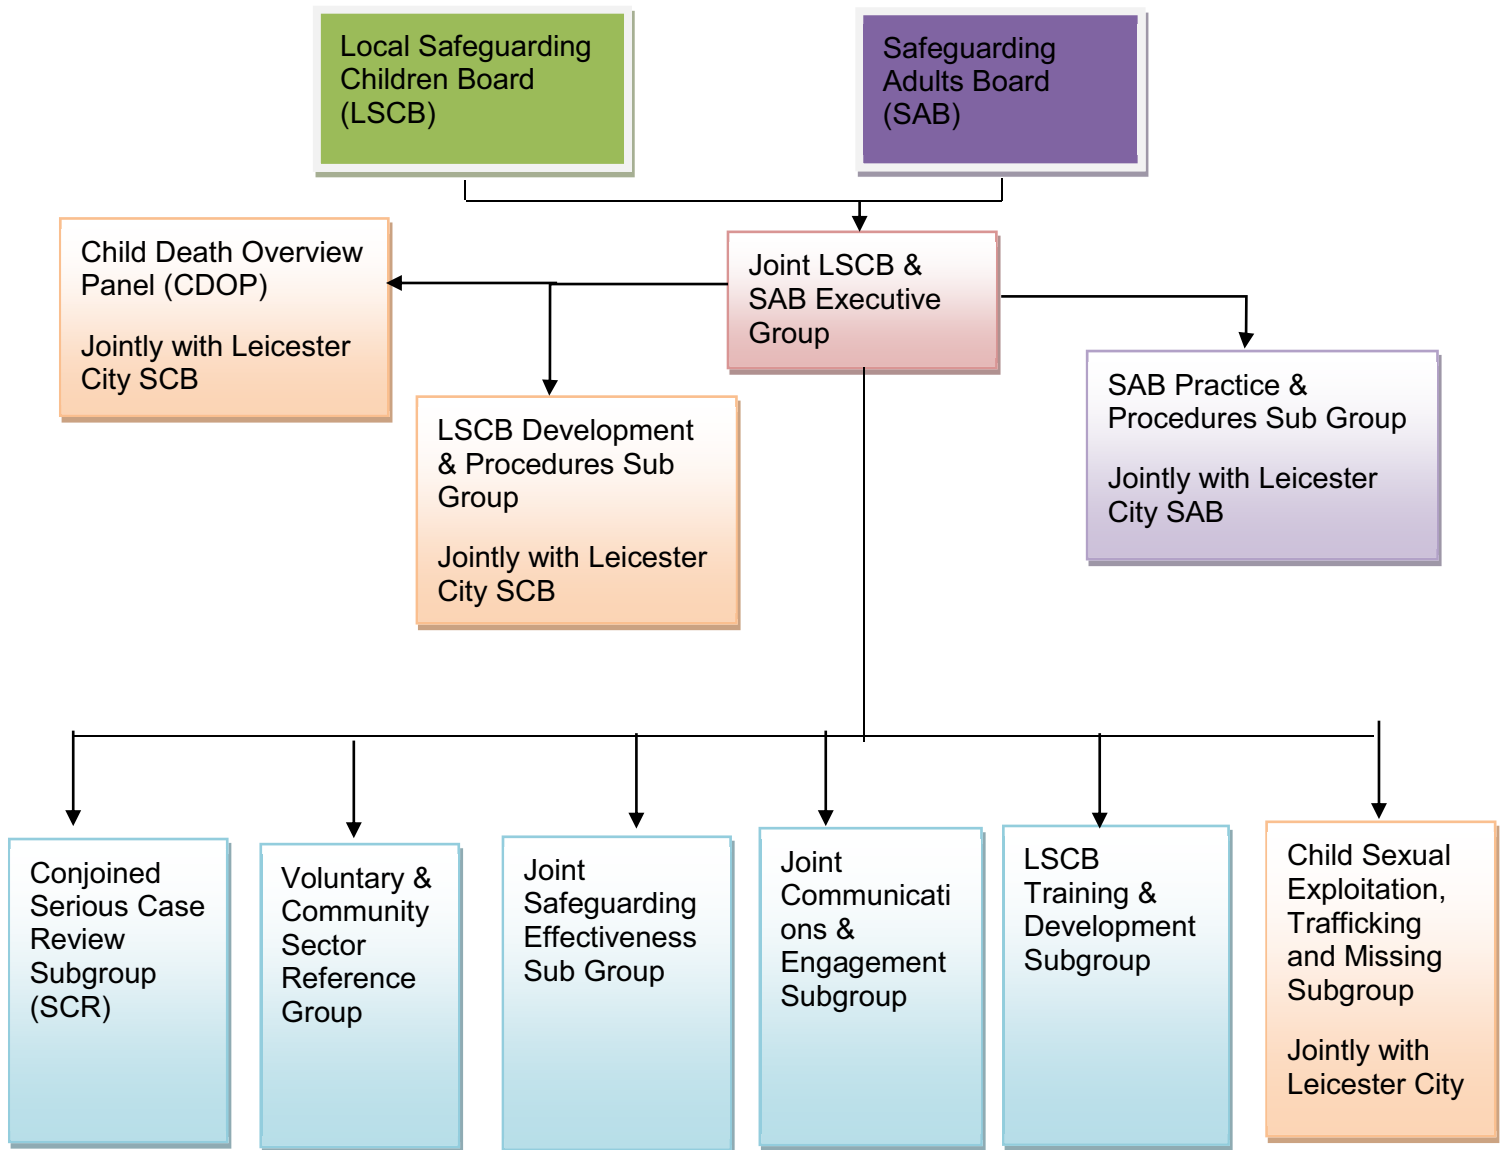 Local Safeguarding
Children Board
(LSCB)
Safeguarding
Adults Board
(SAB)
Child Death Overview
Panel (CDOP)
Jointly with Leicester
City SCB
Joint LSCB &
SAB Executive
Group
LSCB Development
& Procedures Sub
Group
Jointly with Leicester
City SCB
SAB Practice &
Procedures Sub Group
Jointly with Leicester
City SAB
Conjoined
Serious Case
Review
Subgroup
(SCR)
Voluntary &
Community
Sector
Reference
Group
Joint
Safeguarding
Effectiveness
Sub Group
Joint
Communicati
ons &
Engagement
Subgroup
LSCB
Training &
Development
Subgroup
Child Sexual
Exploitation,
Trafficking
and Missing
Subgroup
Jointly with
Leicester City